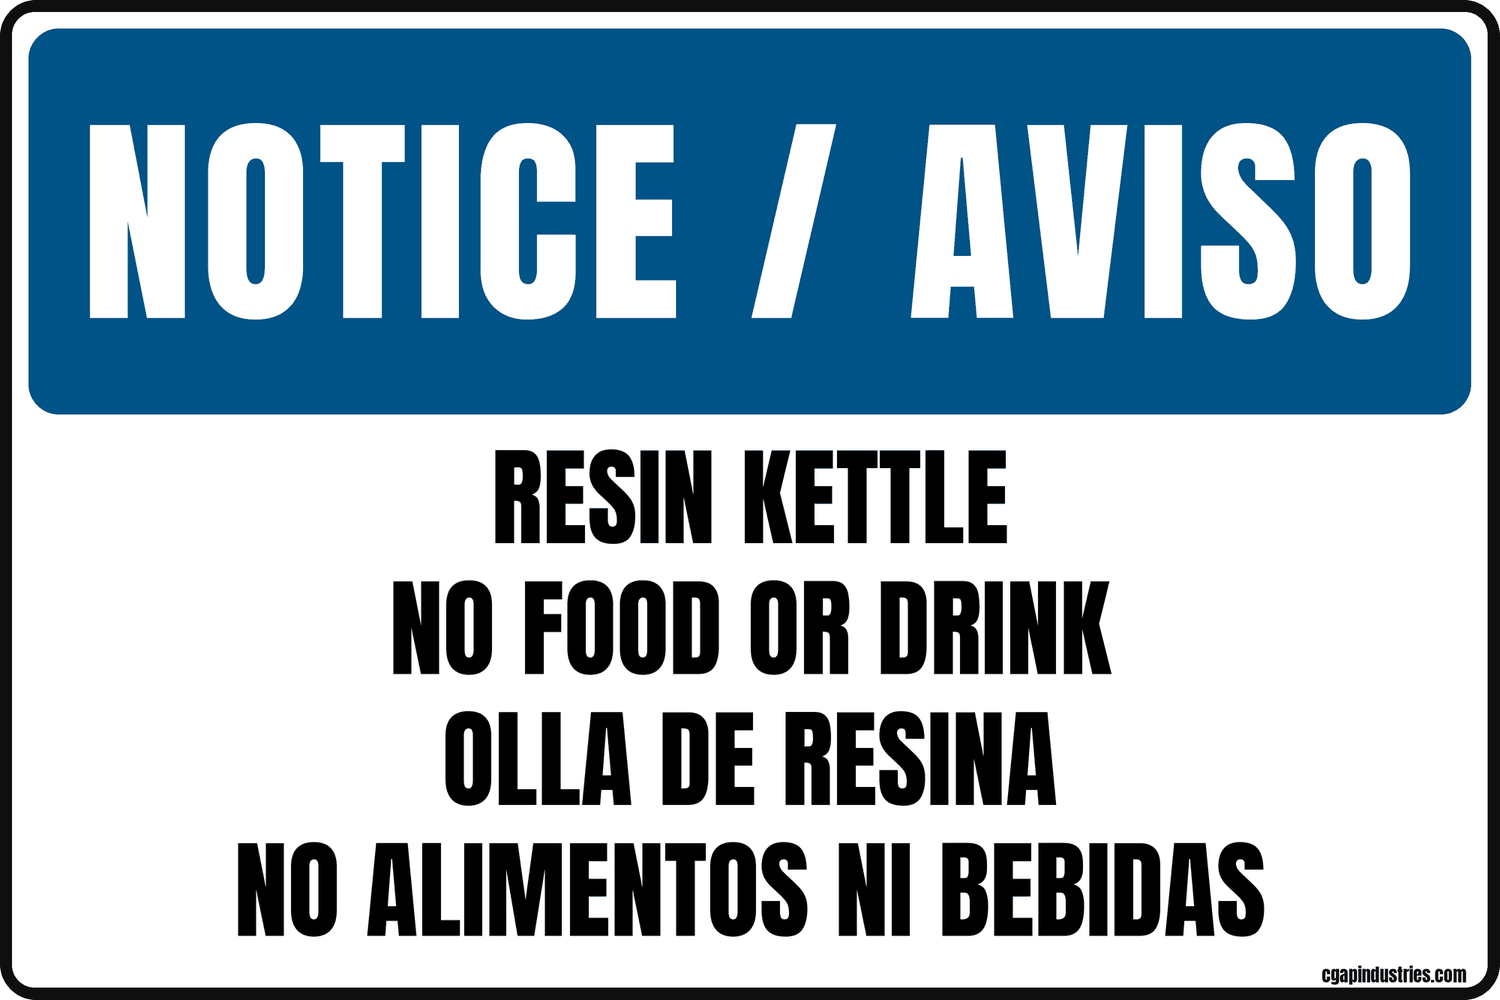 NOTICE / AVISO
RESIN KETTLE
NO FOOD OR DRINK
OLLA DE RESINA
NO ALIMENTOS NI BEBIDAS
cgapindustries.com